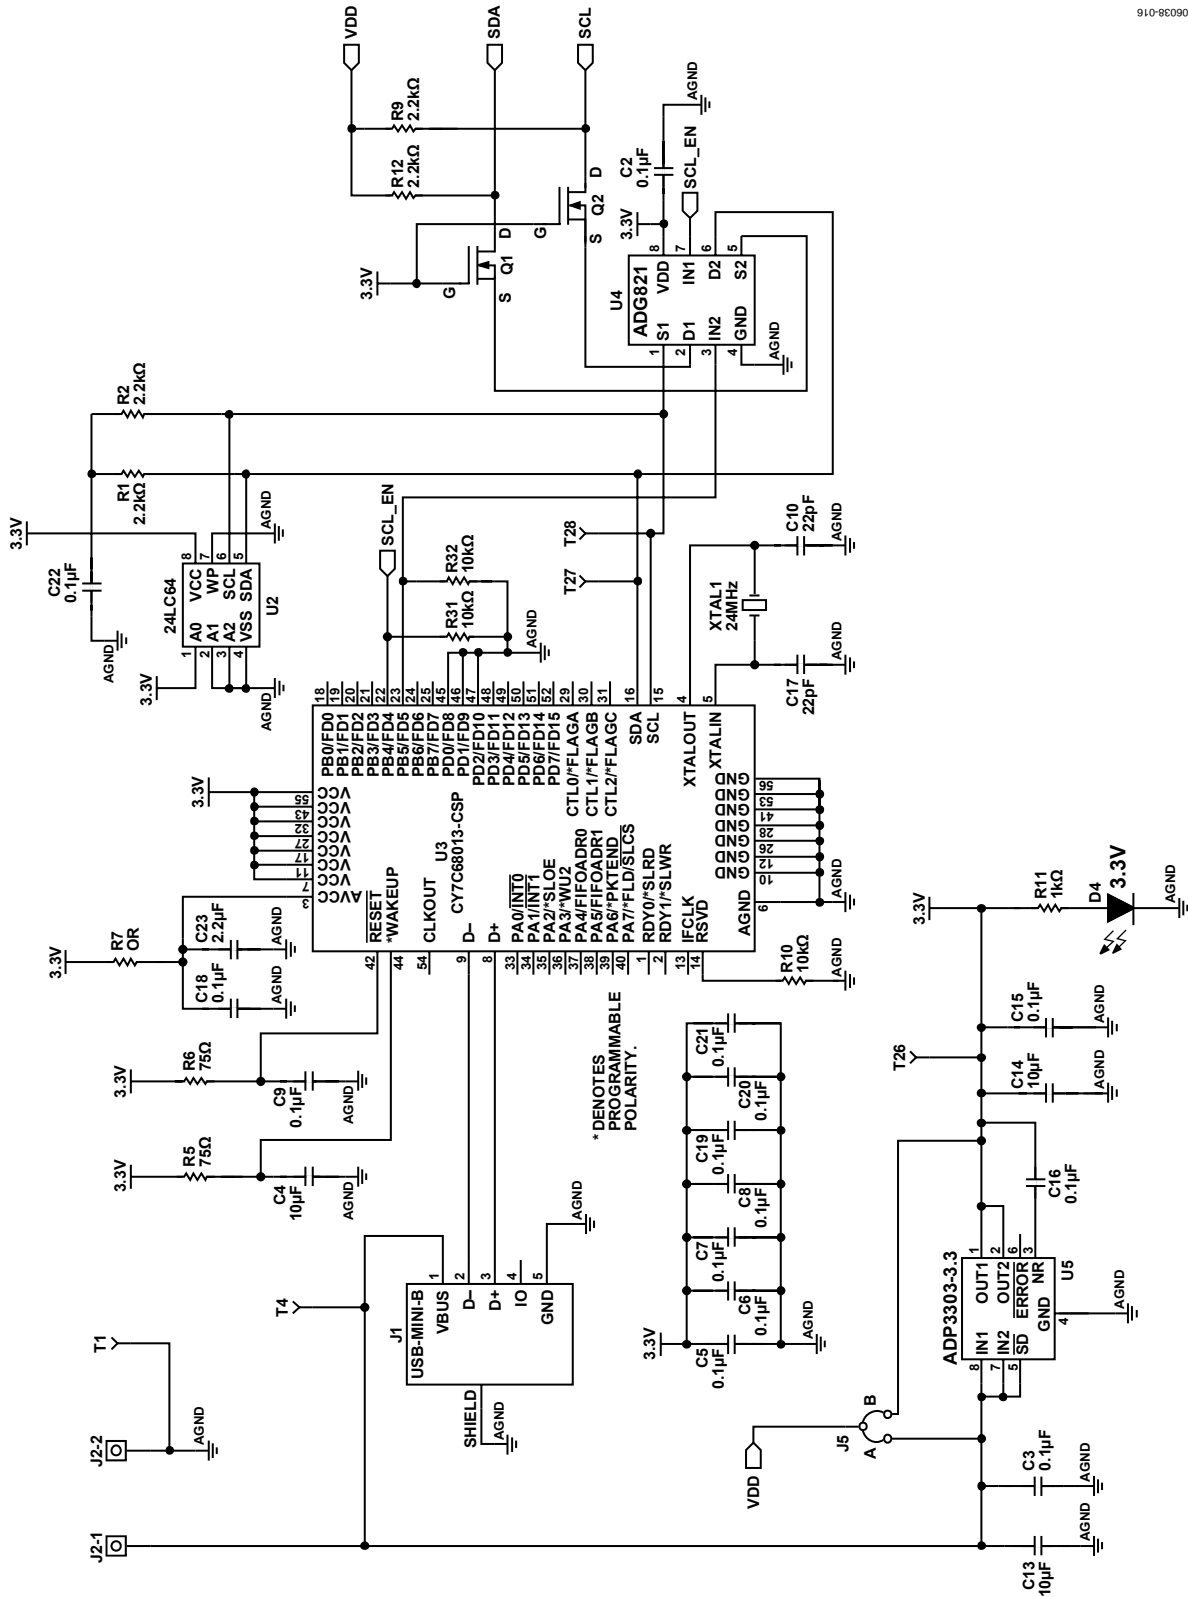 06038-016
J2-1
J2-2
T1
AGND
T4
J1
USB-MINI-B
VBUS
1
D–
2
D+
3
IO
4
GND
5
SHIELD
AGND
AGND
3.3V
R5
75Ω
C4
10µF
AGND
3.3V
R6
75Ω
C9
0.1µF
AGND
3.3V
R7
OR
C18
0.1µF
AGND
C23
2.2µF
AGND
3.3V
3.3V
AGND
C22
0.1µF
AGND
3.3V
24LC64
U2
1
A0
2
A1
3
A2
4
VSS
8
VCC
7
WP
6
SCL
5
SDA
AGND
R1
2.2kΩ
R2
2.2kΩ
U3
CY7C68013-CSP
3
AVCC
7
VCC
11
VCC
17
VCC
27
VCC
32
VCC
43
VCC
55
VCC
42
RESET
44
*WAKEUP
54
CLKOUT
9
D–
8
D+
33
PA0/INT0
34
PA1/INT1
35
PA2/*SLOE
36
PA3/*WU2
37
PA4/FIFOADR0
38
PA5/FIFOADR1
39
PA6/*PKTEND
40
PA7/*FLD/SLCS
1
RDY0/*SLRD
2
RDY1/*SLWR
13
IFCLK
14
RSVD
PB0/FD0
18
PB1/FD1
19
PB2/FD2
20
PB3/FD3
21
PB4/FD4
22
PB5/FD5
23
PB6/FD6
24
PB7/FD7
25
PD0/FD8
45
PD1/FD9
46
PD2/FD10
47
PD3/FD11
48
PD4/FD12
49
PD5/FD13
50
PD6/FD14
51
PD7/FD15
52
CTL0/*FLAGA
29
CTL1/*FLAGB
30
CTL2/*FLAGC
31
SDA
16
SCL
15
XTALOUT
4
XTALIN
5
AGND
9
GND
10
GND
12
GND
26
GND
28
GND
41
GND
53
GND
56
AGND
SCL_EN
R31
10kΩ
R32
10kΩ
AGND
T27
T28
XTAL1
24MHz
C17
22pF
AGND
C10
22pF
AGND
R10
10kΩ
AGND
* DENOTES
PROGRAMMABLE
POLARITY.
3.3V
C5
0.1µF
C6
0.1µF
C7
0.1µF
C8
0.1µF
C19
0.1µF
C20
0.1µF
C21
0.1µF
AGND
VDD
SDA
SCL
R12
2.2kΩ
R9
2.2kΩ
3.3V
G
D
S
Q1
G
D
S
Q2
3.3V
C2
0.1µF
AGND
SCL_EN
U4
ADG821
1
S1
2
D1
3
IN2
4
GND
8
VDD
7
IN1
6
D2
5
S2
AGND
VDD
J5
A
B
C13
10µF
AGND
C3
0.1µF
AGND
ADP3303-3.3
U5
8
IN1
7
IN2
5
SD
OUT1
1
OUT2
2
ERROR
6
NR
3
GND
4
AGND
C16
0.1µF
C14
10µF
AGND
T26
C15
0.1µF
AGND
3.3V
R11
1kΩ
D4
3.3V
AGND